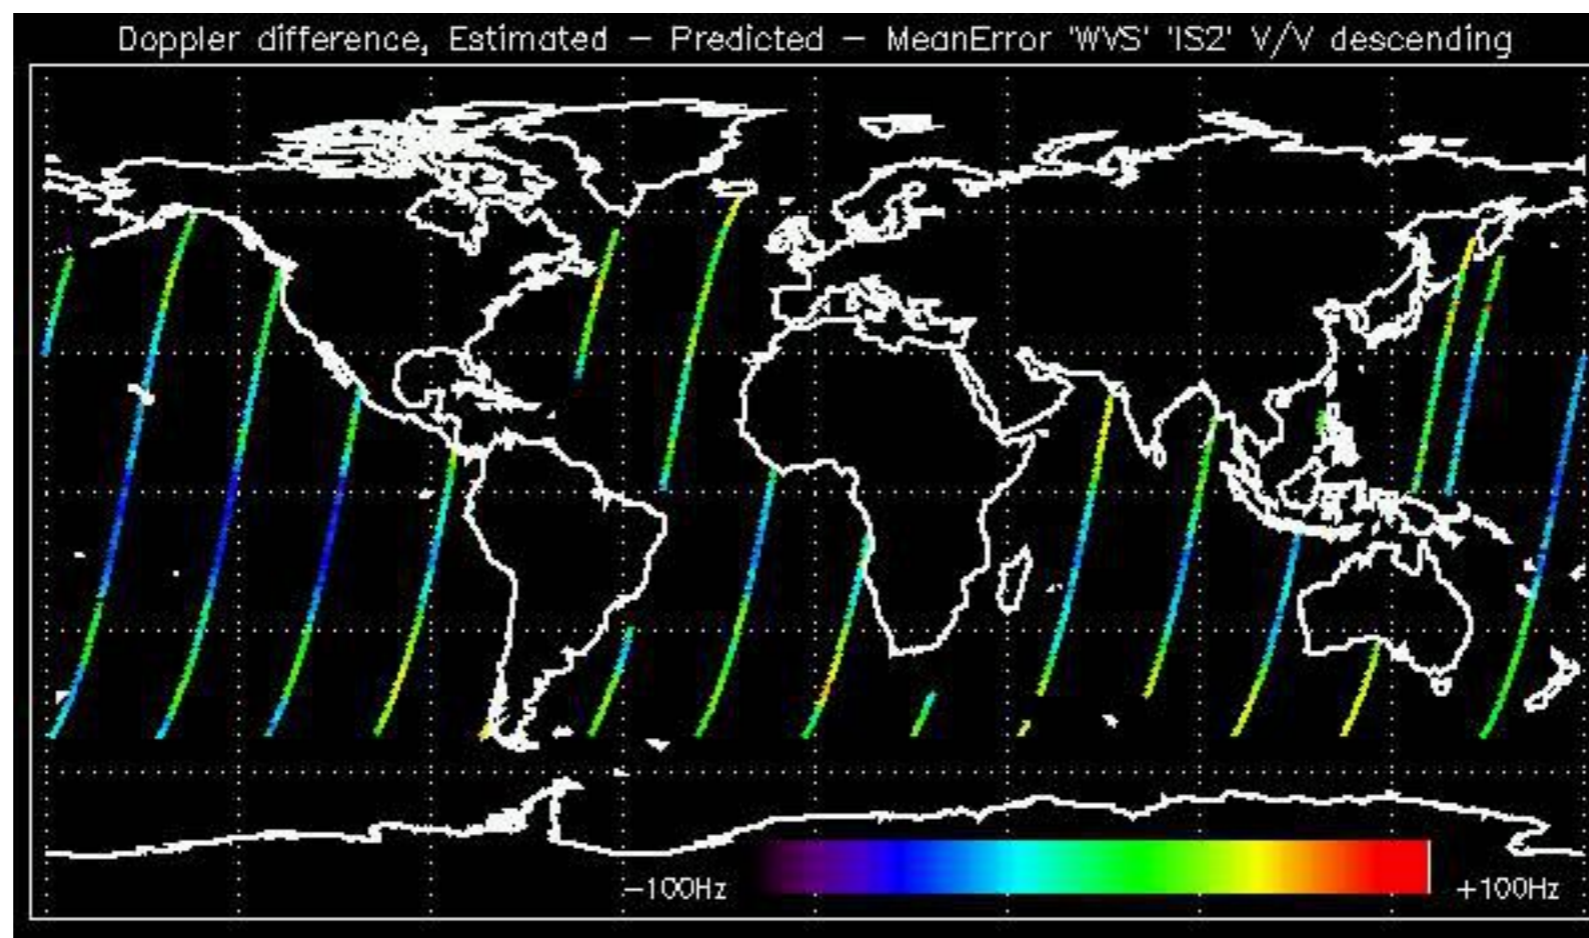 Doppler difference, Estimated – Predicted – MeanError 'WVS' 'IS2' V/V descending
−100Hz
+100Hz